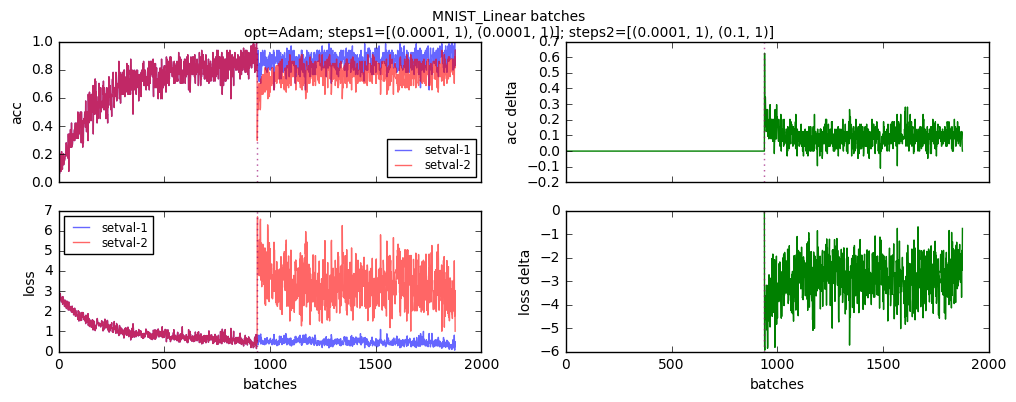 MNIST_Linear batches
opt=Adam; steps1=[(0.0001, 1), (0.0001, 1)]; steps2=[(0.0001, 1), (0.1, 1)]
1.0
0.8
0.6
0.4
0.2
0.0
acc
setval-1
setval-2
0.7
0.6
0.5
0.4
0.3
0.2
0.1
0.0
−0.1
−0.2
acc delta
7
6
5
4
3
2
1
0
loss
setval-1
setval-2
0 500 1000 1500 2000
batches
0
−1
−2
−3
−4
−5
−6
loss delta
0 500 1000 1500 2000
batches